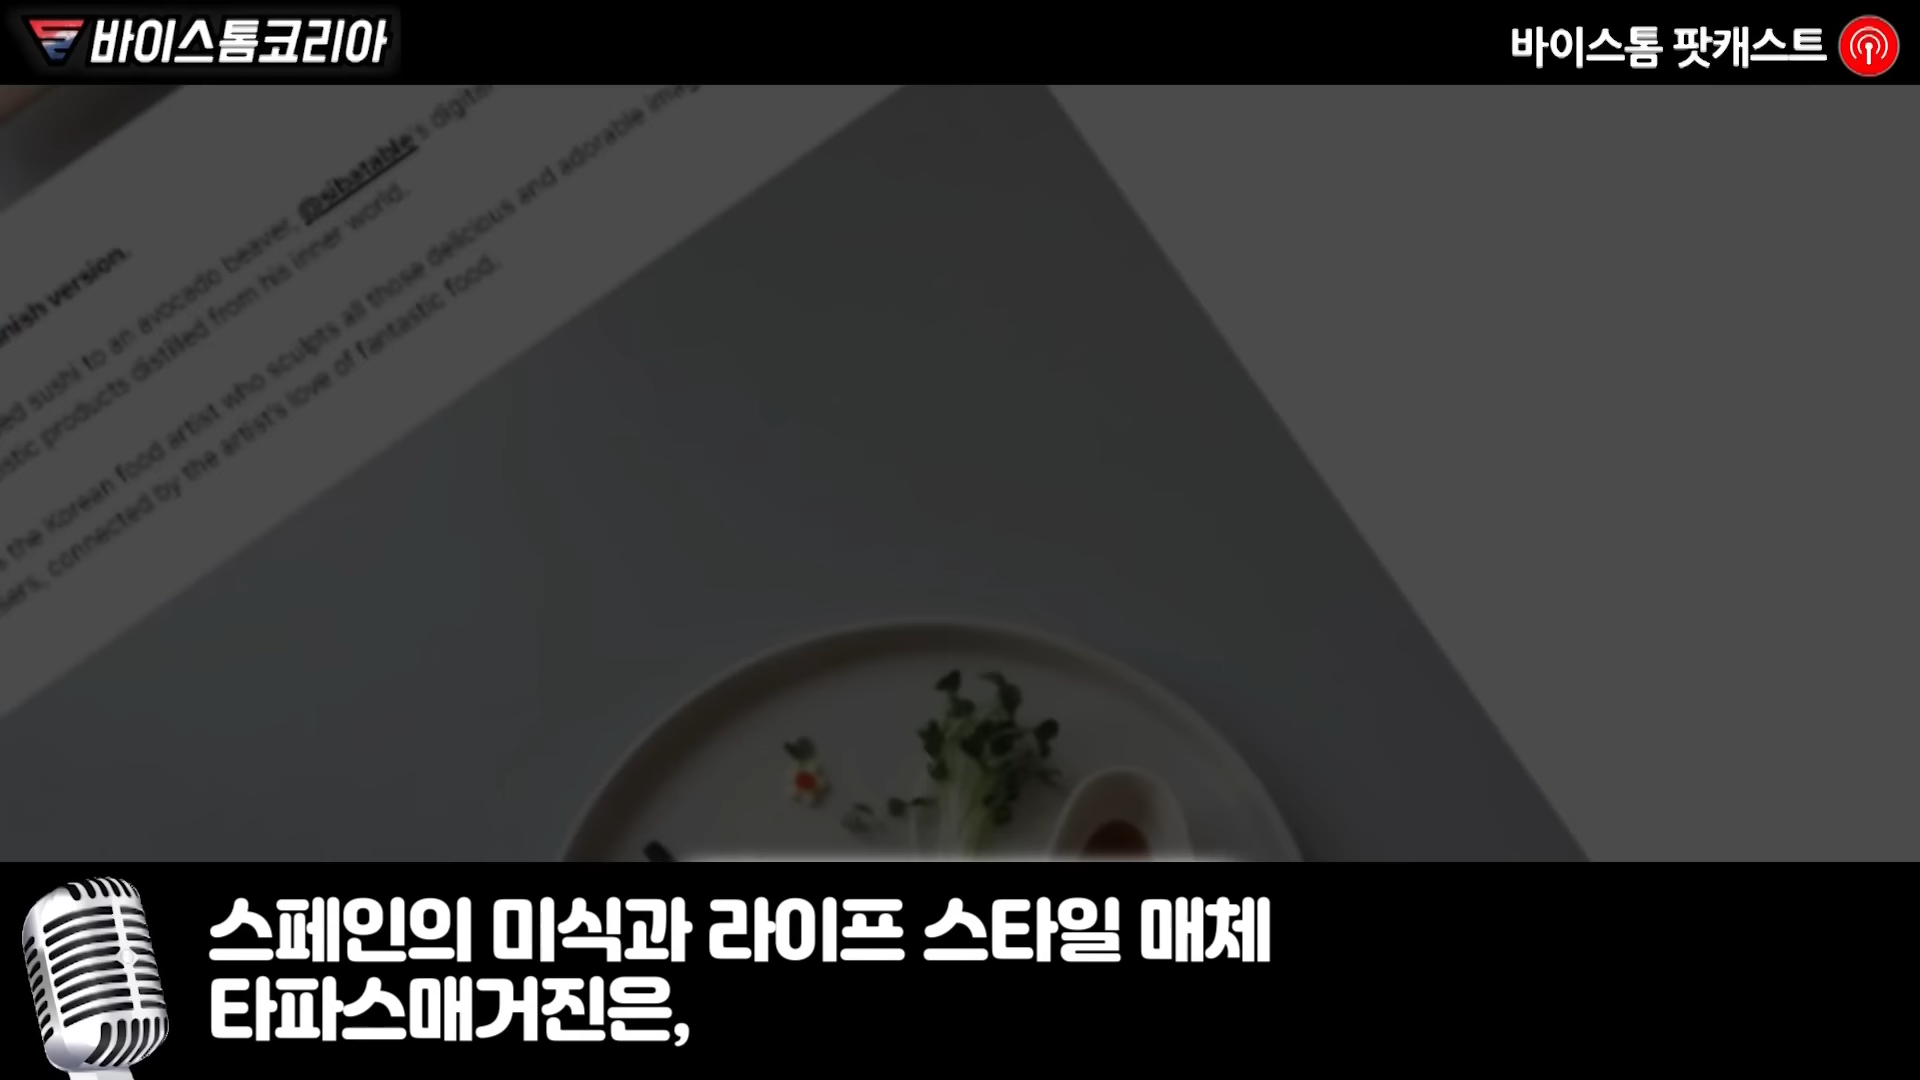 바이스톰코리아
바이스톰 팟캐스트
nish version.
ed sushi to an avocado beaver, @sibatable's digital
stic products distilled from his inner world.
s the Korean food artist who sculpts all those delicious and adorable imag
sers, connected by the artist's love of fantastic food.
스페인의 미식과 라이프 스타일 매체
타파스매거진은,